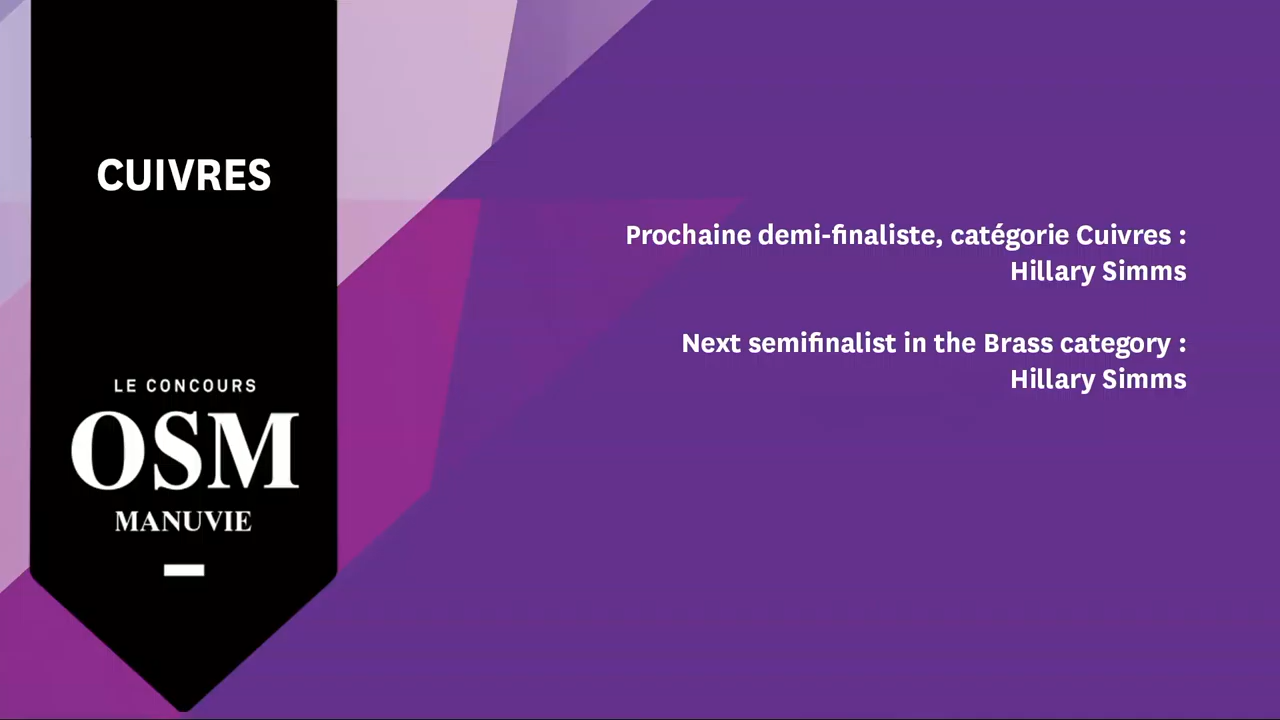 CUIVRES
LE CONCOURS
OSM
MANUVIE
Prochaine demi-finaliste, catégorie Cuivres :
Hillary Simms
Next semifinalist in the Brass category :
Hillary Simms